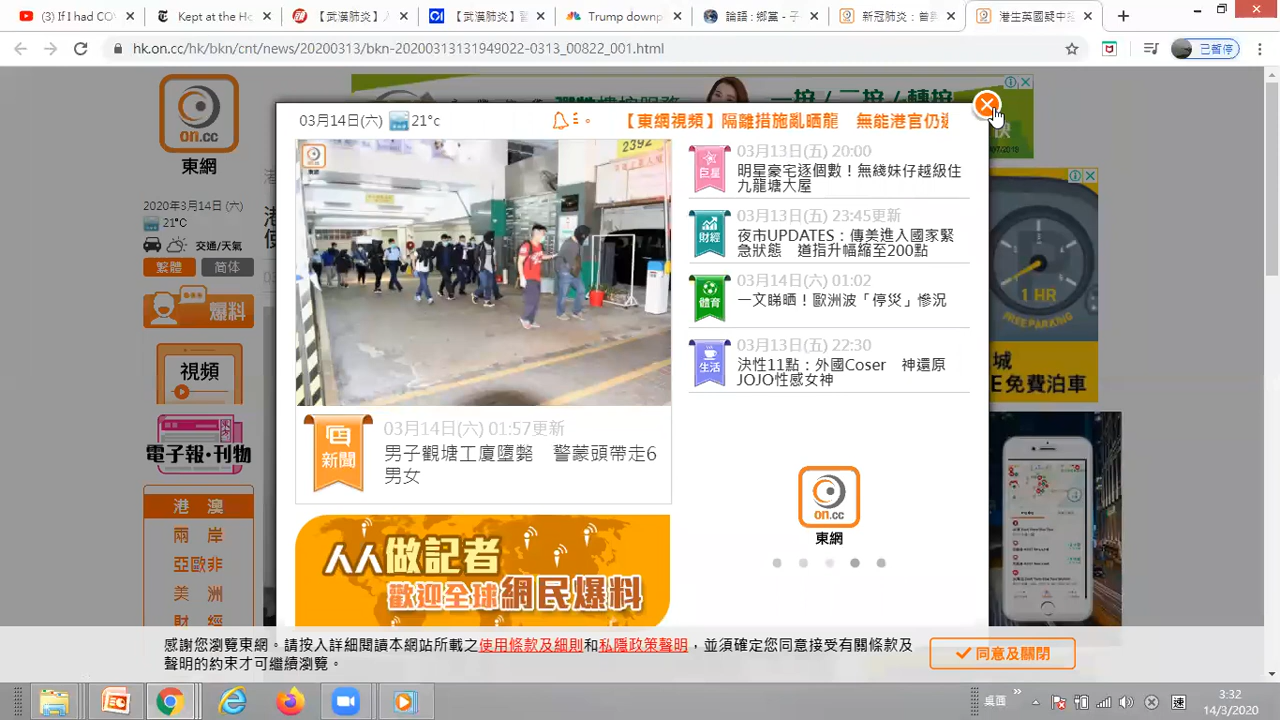 (3) If I had CO
Kept at the Ho
【武漢肺炎】
【武漢肺炎】
Trump downp
論語 : 鄉黨 - 子
新冠肺炎:首
港生英國疑中
hk.on.cc/hk/bkn/cnt/news/20200313/bkn-20200313131949022-0313_00822_001.html
已暫停
on.cc
東網
2020年3月14日 (六)
21°C
交通/天氣
繁體
简体
爆料
視頻
電子報·刊物
港 澳
兩 岸
亞歐非
美 洲
財 經
03月14日(六) 21°c
【東網視頻】隔離措施亂晒龍 無能港官仍
2392
03月14日(六) 01:57更新
新聞
男子觀塘工廈墮斃 警蒙頭帶走6
男女
人人做記者
歡迎全球網民爆料
03月13日(五) 20:00
巨星
明星豪宅逐個數!無綫妹仔越級住
九龍塘大屋
03月13日(五) 23:45更新
財經
夜市UPDATES:傳美進入國家緊
急狀態 道指升幅縮至200點
03月14日(六) 01:02
體育
一文睇晒!歐洲波「停災」慘況
03月13日(五) 22:30
生活
決性11點:外國Coser 神還原
JOJO性感女神
on.cc
東網
一按/二按/轉按
1 HR
FREE PARKING
城
E免費泊車
感謝您瀏覽東網。請按入詳細閱讀本網站所載之使用條款及細則和私隱政策聲明,並須確定您同意接受有關條款及
聲明的約束才可繼續瀏覽。
同意及關閉
桌面
速
3:32
14/3/2020